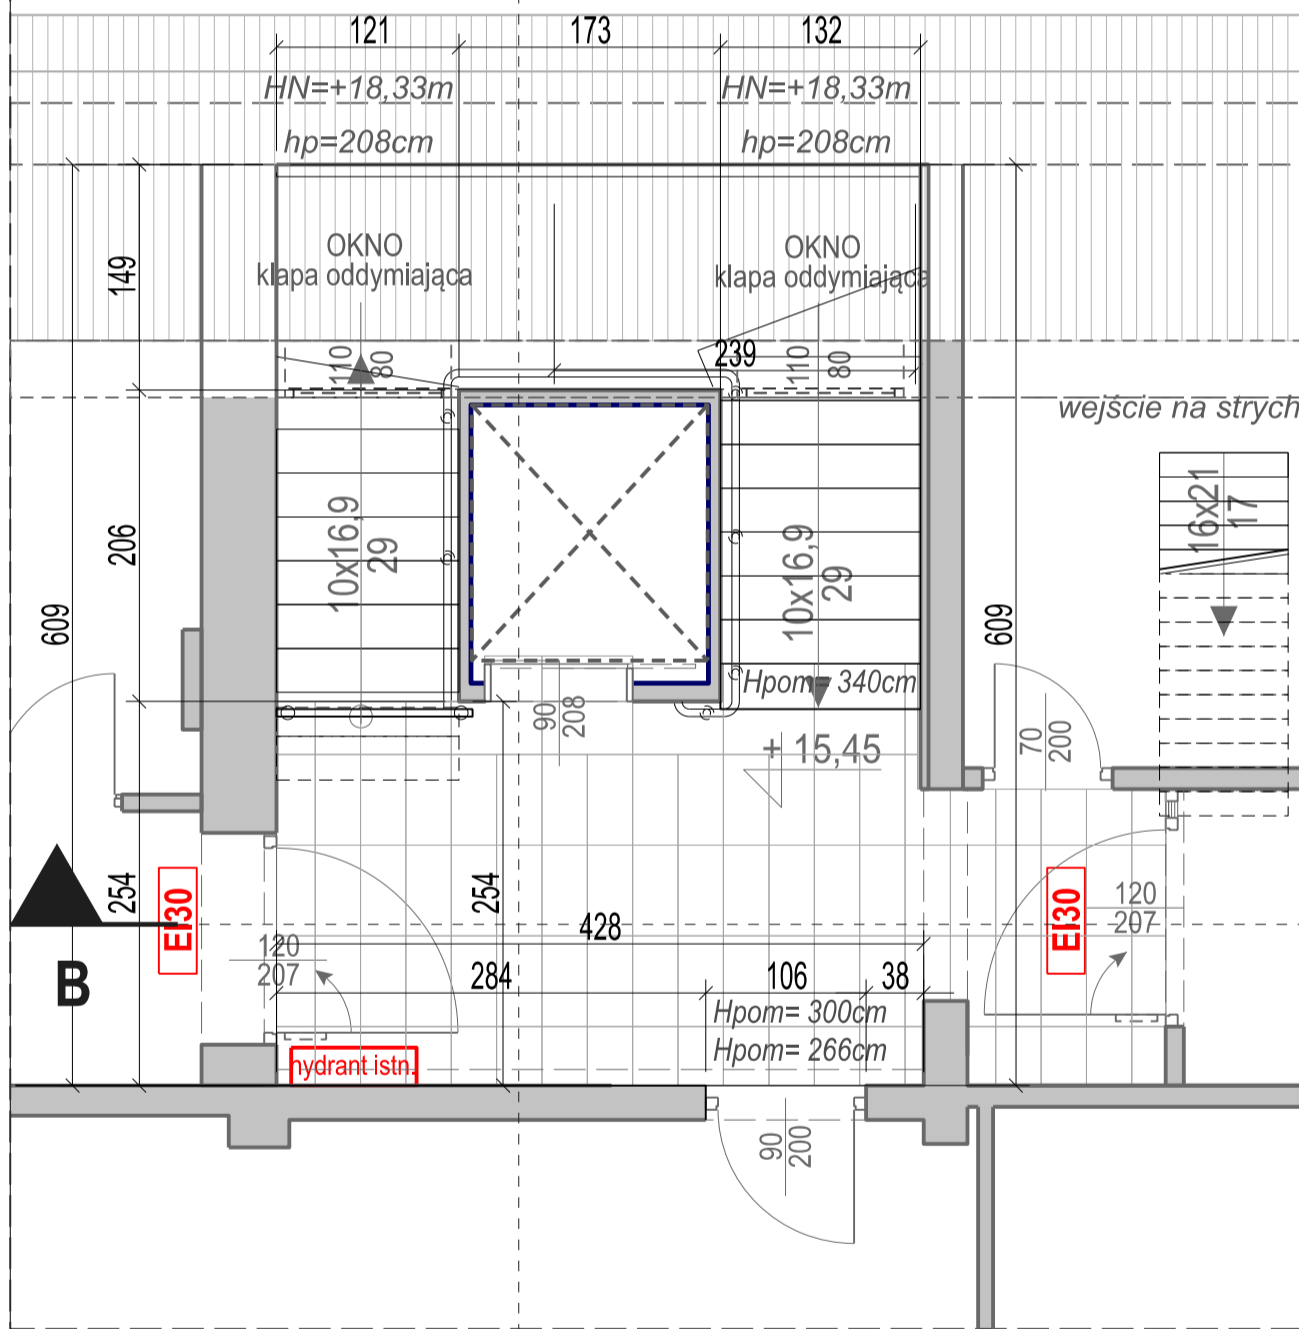 121 173 132
HN=+18,33m HN=+18,33m
hp=208cm hp=208cm
OKNO
klapa oddymiająca
OKNO
klapa oddymiająca
149
110
80
239
110
80
wejście na strych
206
10x16,9
29
10x16,9
29
16x21
17
609
609
Hpom= 340cm
90
208
+ 15,45
70
200
254
EI30
254
EI30
120
207
428
B
120
207
284 106 38
Hpom= 300cm
Hpom= 266cm
hydrant istn.
90
200